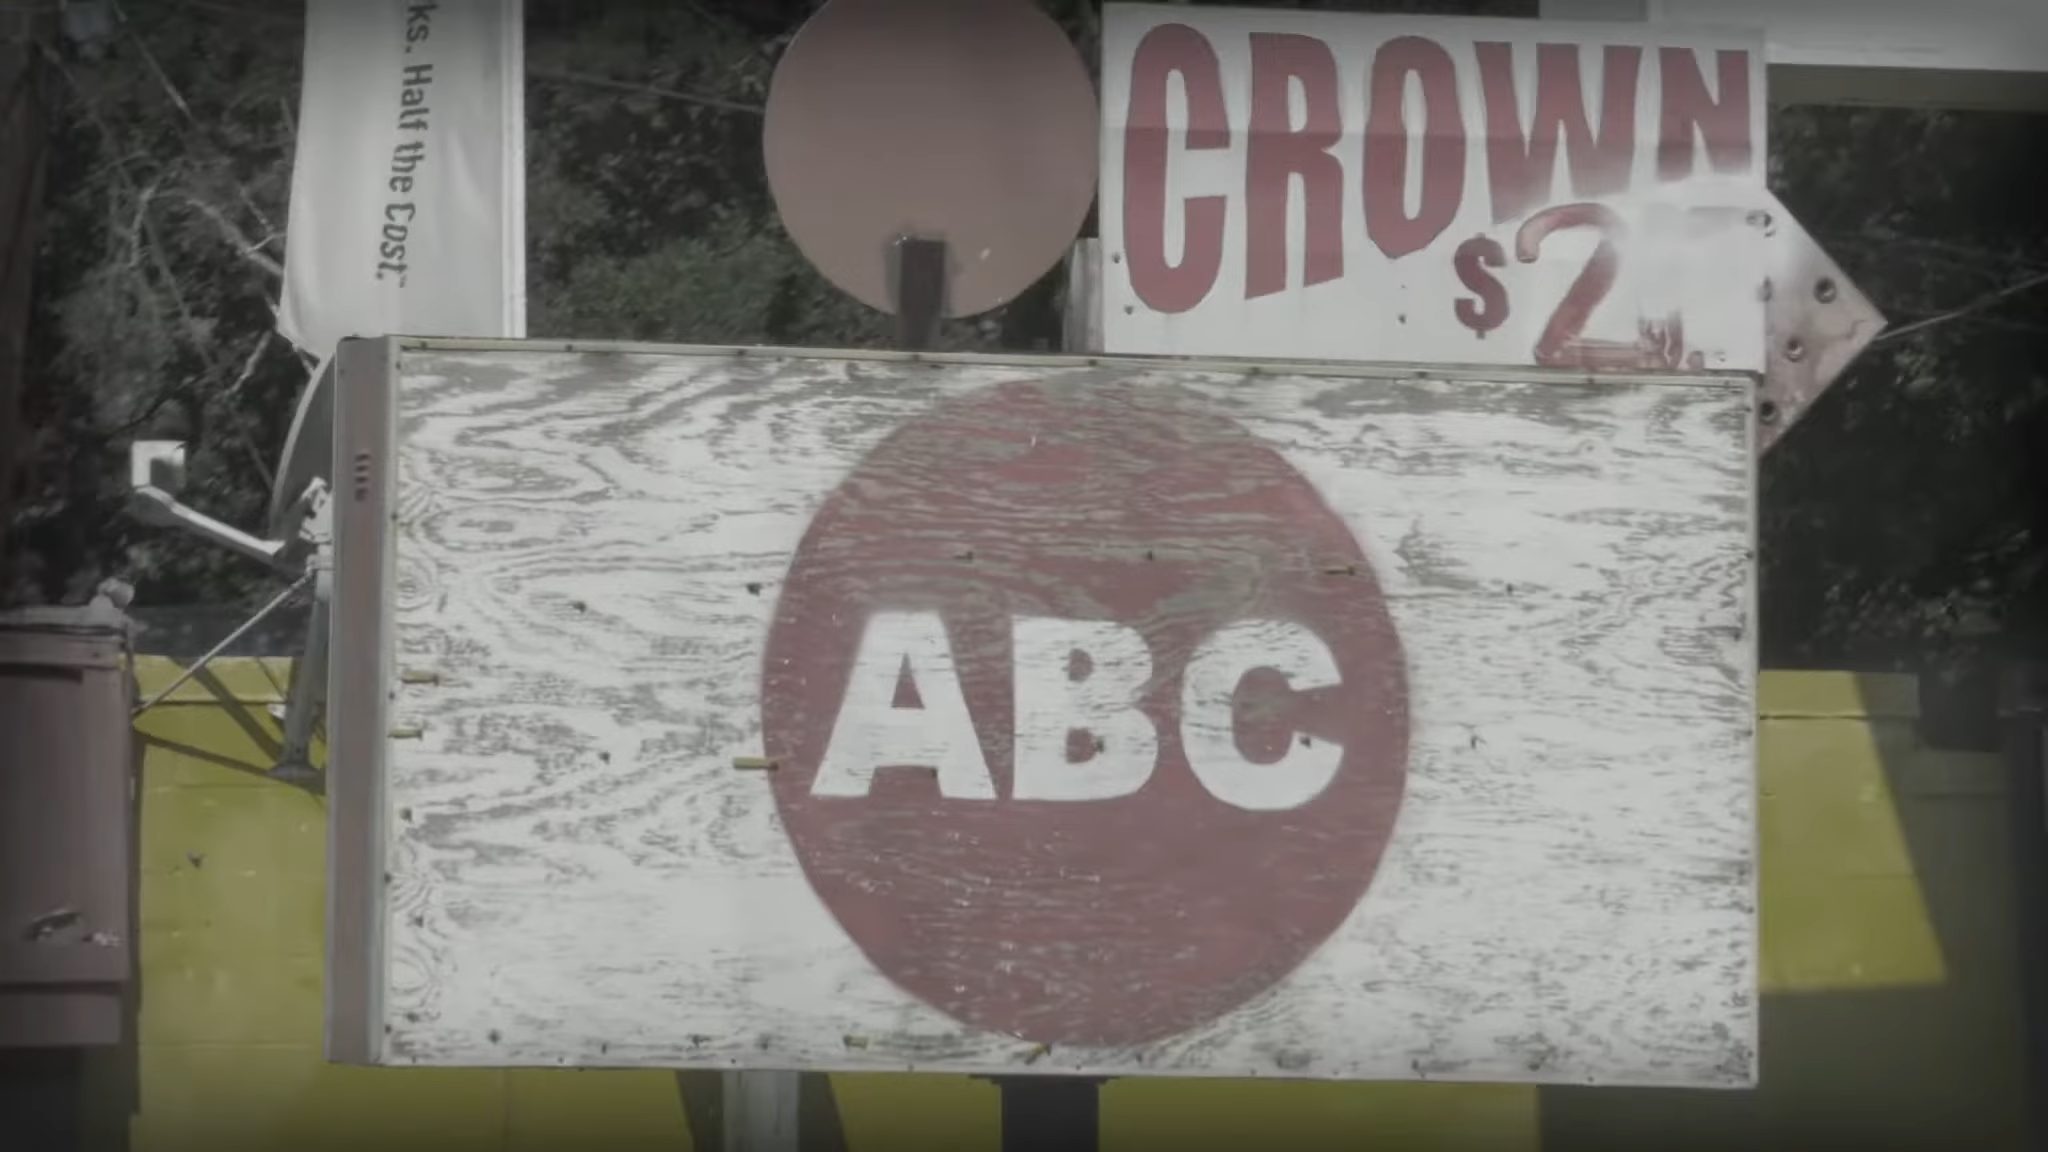 ks. Half the Cost.
CROWN
$2
ABC